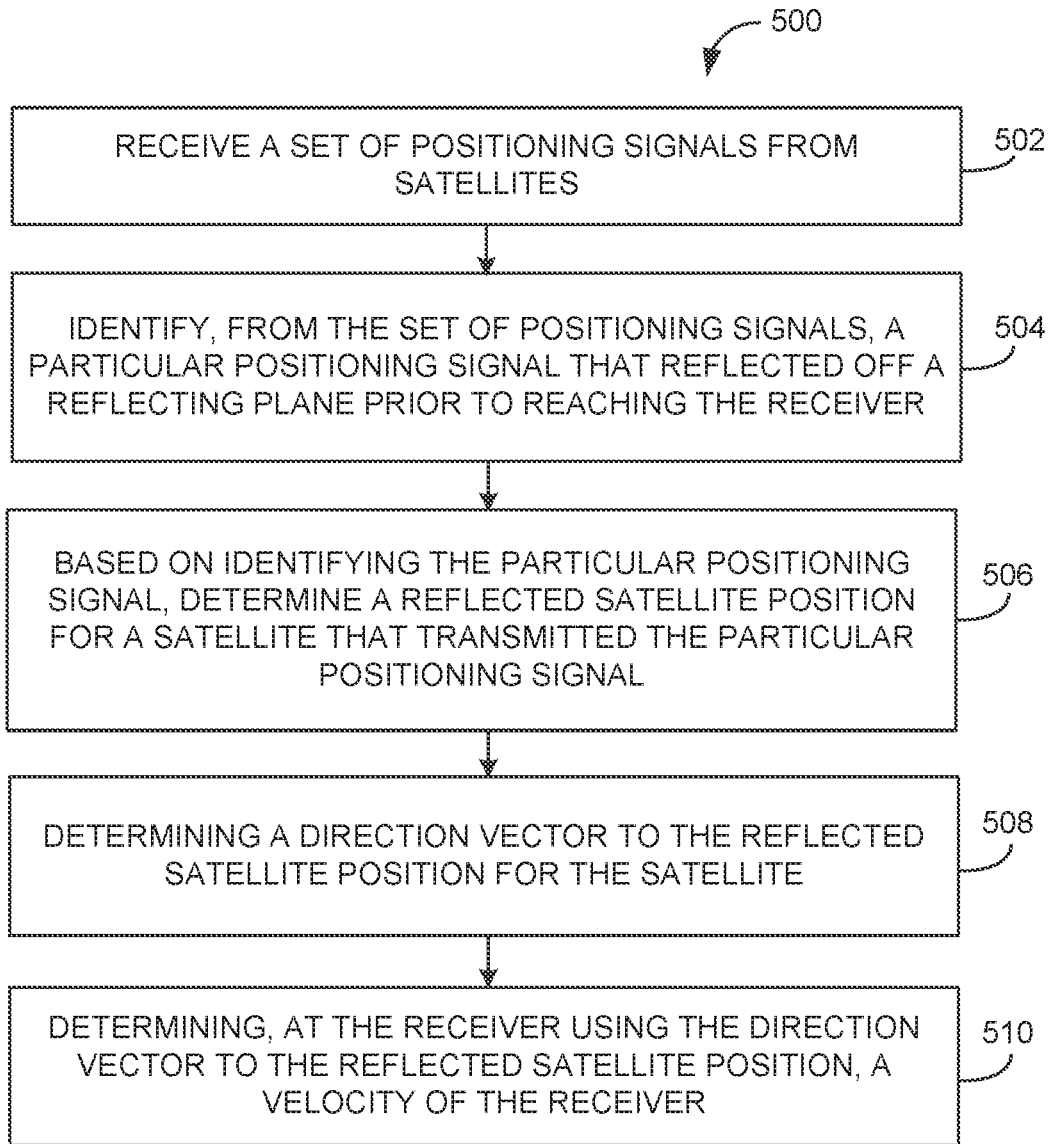 500
RECEIVE A SET OF POSITIONING SIGNALS FROM
SATELLITES
502
IDENTIFY, FROM THE SET OF POSITIONING SIGNALS, A
PARTICULAR POSITIONING SIGNAL THAT REFLECTED OFF A
REFLECTING PLANE PRIOR TO REACHING THE RECEIVER
504
BASED ON IDENTIFYING THE PARTICULAR POSITIONING
SIGNAL, DETERMINE A REFLECTED SATELLITE POSITION
FOR A SATELLITE THAT TRANSMITTED THE PARTICULAR
POSITIONING SIGNAL
506
DETERMINING A DIRECTION VECTOR TO THE REFLECTED
SATELLITE POSITION FOR THE SATELLITE
508
DETERMINING, AT THE RECEIVER USING THE DIRECTION
VECTOR TO THE REFLECTED SATELLITE POSITION, A
VELOCITY OF THE RECEIVER
510